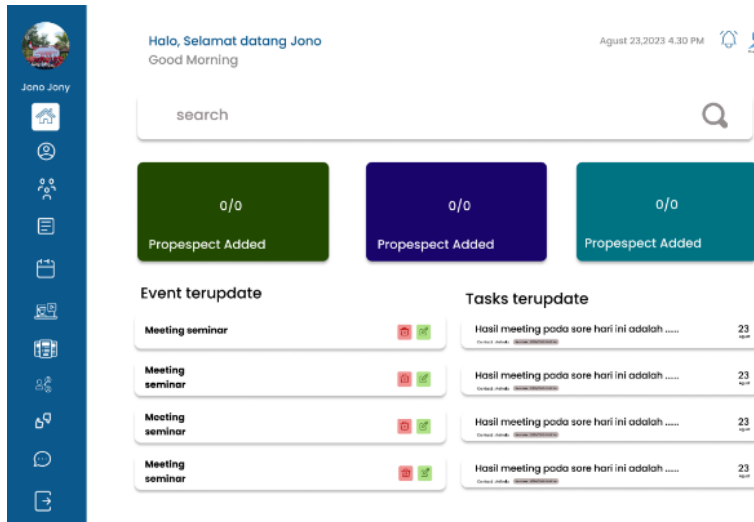 Halo, Selamat datang Jono
Good Morning
Agust 23,2023 4.30 PM
Jono Jony
search
0/0
Propespect Added
0/0
Propespect Added
0/0
Propespect Added
Event terupdate
Meeting seminar
Meeting
seminar
Meeting
seminar
Meeting
seminar
Tasks terupdate
Hasil meeting pada sore hari ini adalah ......
23
Hasil meeting pada sore hari ini adalah ......
23
Hasil meeting pada sore hari ini adalah ......
23
Hasil meeting pada sore hari ini adalah ......
23